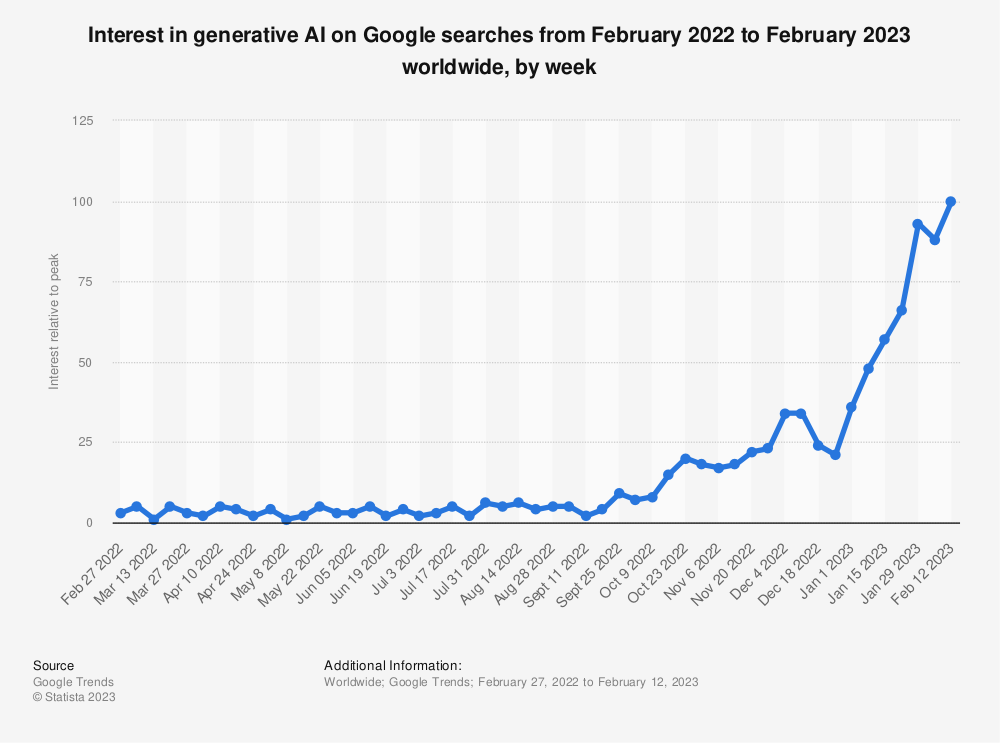 Interest in generative AI on Google searches from February 2022 to February 2023
worldwide, by week
125
100
75
50
25
0
Interest relative to peak
Feb 27 2022
Mar 13 2022
Mar 27 2022
Apr 10 2022
Apr 24 2022
May 8 2022
May 22 2022
Jun 05 2022
Jun 19 2022
Jul 3 2022
Jul 17 2022
Jul 31 2022
Aug 14 2022
Aug 28 2022
Sept 11 2022
Sept 25 2022
Oct 9 2022
Oct 23 2022
Nov 6 2022
Nov 20 2022
Dec 4 2022
Dec 18 2022
Jan 1 2023
Jan 15 2023
Jan 29 2023
Feb 12 2023
Source
Google Trends
© Statista 2023
Additional Information:
Worldwide; Google Trends; February 27, 2022 to February 12, 2023